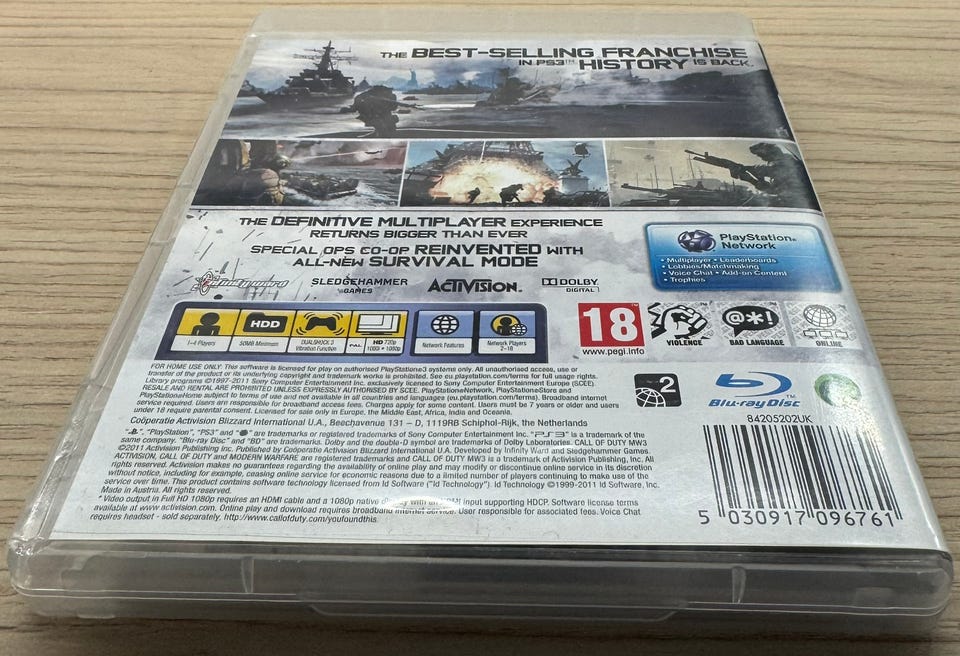 THE BEST-SELLING FRANCHISE
IN PS3™ HISTORY IS BACK.
THE DEFINITIVE MULTIPLAYER EXPERIENCE
RETURNS BIGGER THAN EVER
SPECIAL OPS CO-OP REINVENTED WITH
ALL-NEW SURVIVAL MODE
PlayStation®
Network
• Multiplayer • Leaderboards
• Lobbies/Matchmaking
• Voice Chat • Add-on Content
• Trophies
infinity ward
SLEDGEHAMMER
GAMES
ACTIVISION.
DOLBY
DIGITAL
HDD
1-4 Players
50MB Minimum
DUALSHOCK 3
Vibration Function
PAL
HD 720p
1080i • 1080p
Network Features
Network Players
2-18
18
www.pegi.info
VIOLENCE
@*!
BAD LANGUAGE
ONLINE
FOR HOME USE ONLY. This software is licensed for play on authorised PlayStation3 systems only. All unauthorised access, use or
transfer of the product or its underlying copyright and trademark works is prohibited. See eu.playstation.com/terms for full usage rights.
Library programs ©1997-2011 Sony Computer Entertainment Inc. exclusively licensed to Sony Computer Entertainment Europe (SCEE).
RESALE AND RENTAL ARE PROHIBITED UNLESS EXPRESSLY AUTHORISED BY SCEE. PlayStationNetwork, PlayStationStore and
PlayStationHome subject to terms of use and not available in all countries and languages (eu.playstation.com/terms). Broadband internet
service required. Users are responsible for broadband access fees. Charges apply for some content. Users must be 7 years or older and users
under 18 require parental consent. Licensed for sale only in Europe, the Middle East, Africa, India and Oceania.
Coöperatie Activision Blizzard International U.A., Beechavenue 131 – D, 1119RB Schiphol-Rijk, the Netherlands
2
Blu-ray Disc
84205202UK
", "PlayStation", "PS3" and " " are trademarks or registered trademarks of Sony Computer Entertainment Inc. "PS3" is a trademark of the
same company. "Blu-ray Disc" and "BD" are trademarks. Dolby and the double-D symbol are trademarks of Dolby Laboratories. CALL OF DUTY MW3
©2011 Activision Publishing Inc. Published by Coöperatie Activision Blizzard International U.A. Developed by Infinity Ward and Sledgehammer Games.
ACTIVISION, CALL OF DUTY and MODERN WARFARE are registered trademarks and CALL OF DUTY MW3 is a trademark of Activision Publishing, Inc. All
rights reserved. Activision makes no guarantees regarding the availability of online play and may modify or discontinue online service in its discretion
without notice, including for example, ceasing online service for economic reasons due to a limited number of players continuing to make use of the
service over time. This product contains software technology licensed from Id Software ("Id Technology"). Id Technology ©1999-2011 Id Software, Inc.
Made in Austria. All rights reserved.
* Video output in Full HD 1080p requires an HDMI cable and a 1080p native display with an HDMI input supporting HDCP. Software license terms
available at www.activision.com. Online play and download requires broadband internet service. User responsible for associated fees. Voice Chat
requires headset - sold separately. http://www.callofduty.com/youfoundthis.
5 030917 096761